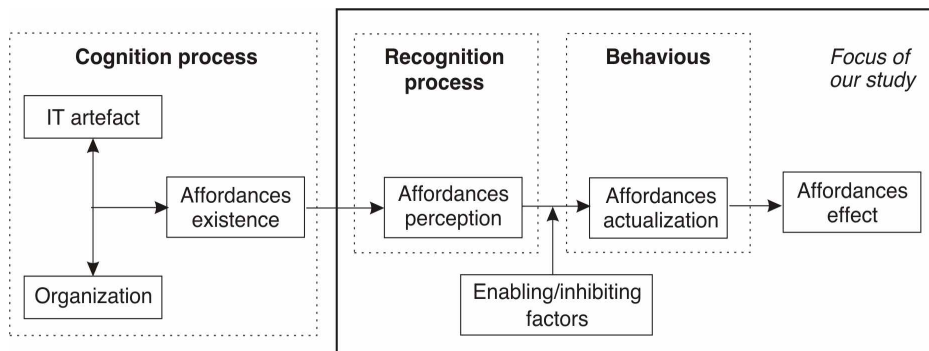 Cognition process
IT artefact
Affordances
existence
Organization
Recognition
process
Affordances
perception
Behavious
Affordances
actualization
Enabling/inhibiting
factors
Focus of
our study
Affordances
effect